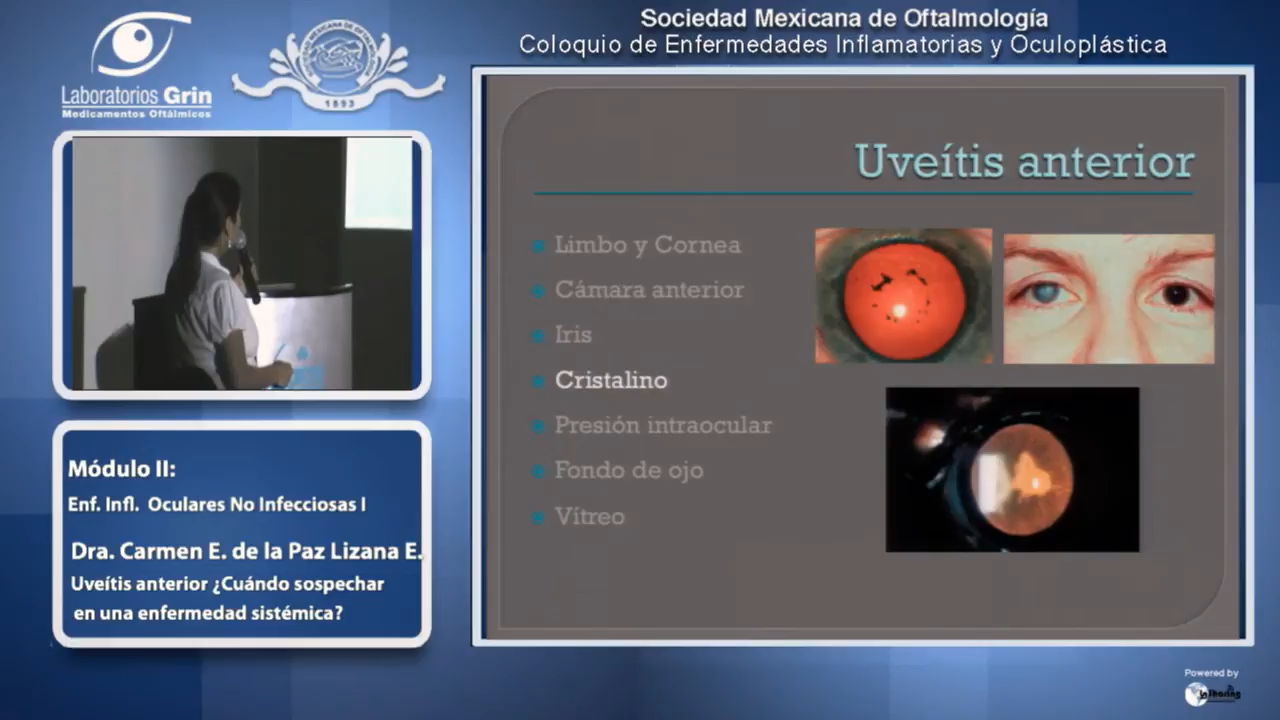 Sociedad Mexicana de Oftalmología
Coloquio de Enfermedades Inflamatorias y Oculoplástica
Laboratorios Grin
Medicamentos Oftálmicos
1893
Uveítis anterior
Limbo y Cornea
Cámara anterior
Iris
Cristalino
Presión intraocular
Fondo de ojo
Vítreo
Módulo II:
Enf. Infl. Oculares No Infecciosas I
Dra. Carmen E. de la Paz Lizana E.
Uveítis anterior ¿Cuándo sospechar
en una enfermedad sistémica?
Powered by